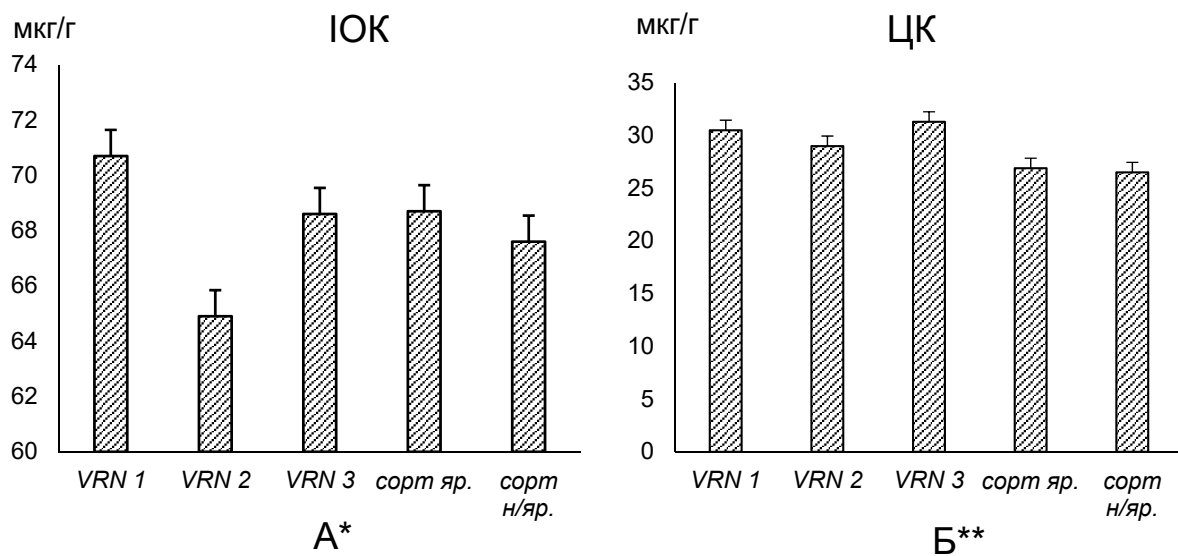 мкг/г
ІОК
74
72
70
68
66
64
62
60
VRN 1
VRN 2
VRN 3
сорт яр.
сорт
н/яр.
А*
мкг/г
ЦК
35
30
25
20
15
10
5
0
VRN 1
VRN 2
VRN 3
сорт яр.
сорт
н/яр.
Б**